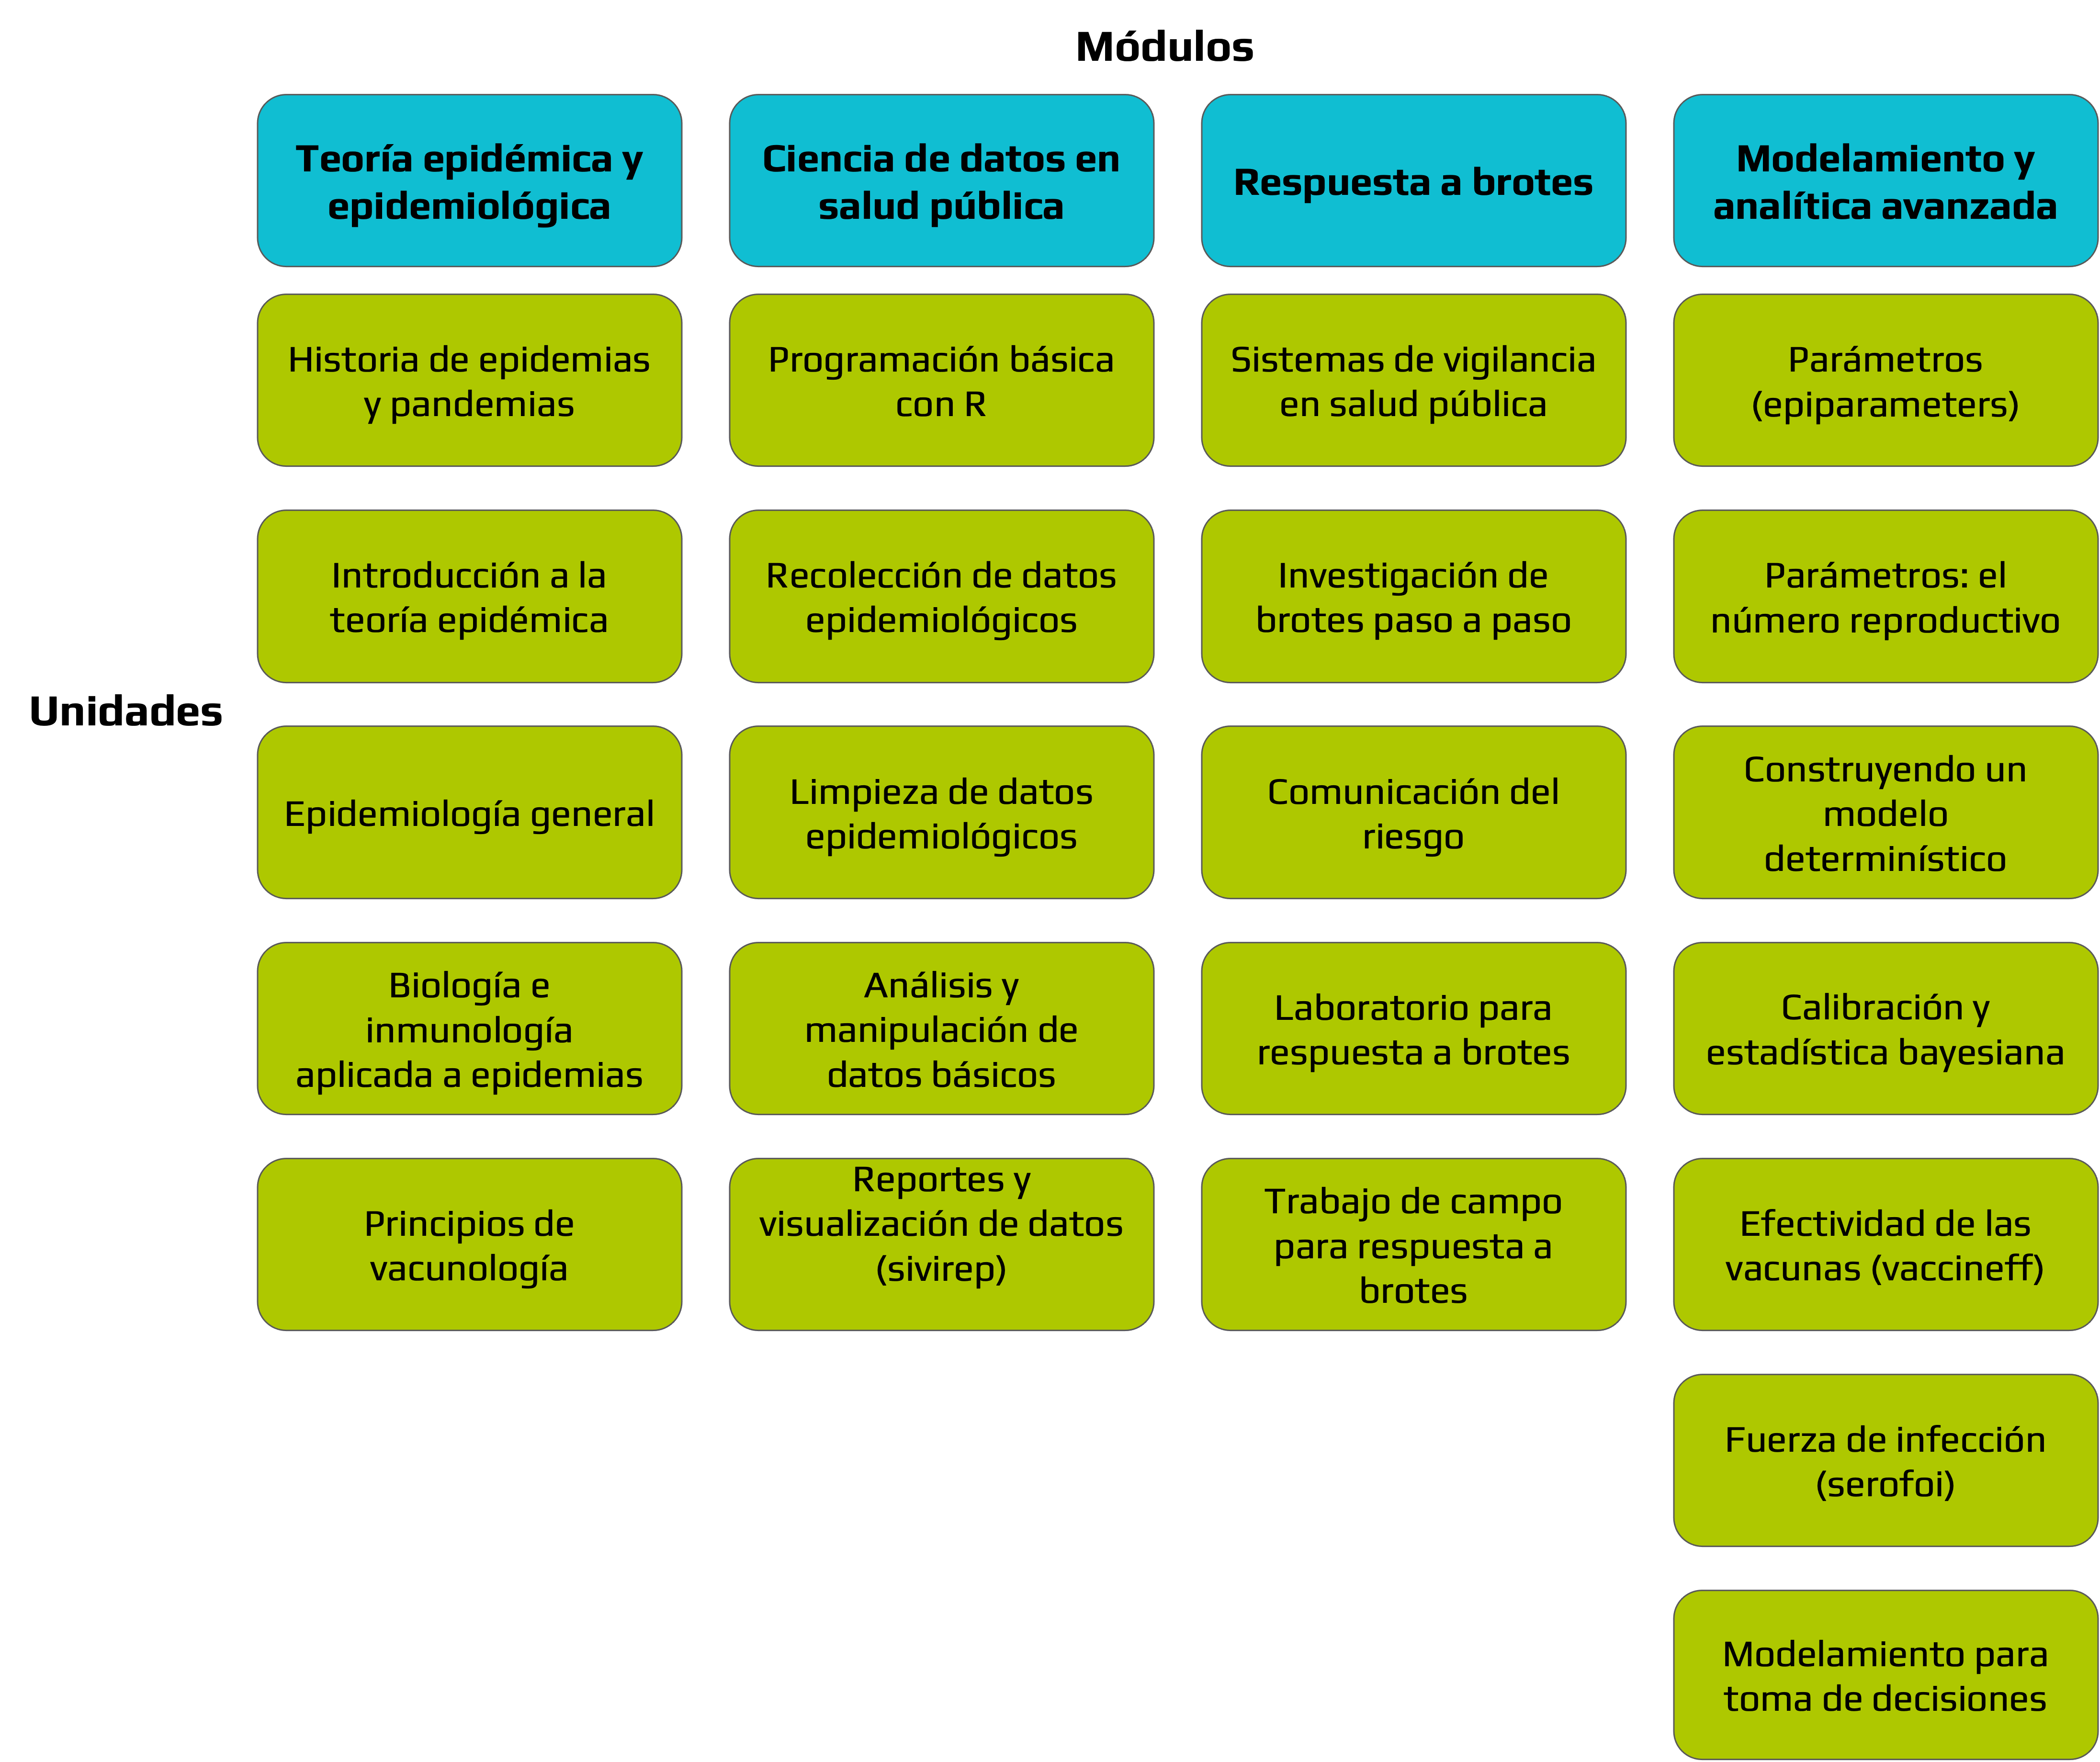 Módulos
Teoría epidémica y
epidemiológica
Ciencia de datos en
salud pública
Respuesta a brotes
Modelamiento y
analítica avanzada
Historia de epidemias
y pandemias
Programación básica
con R
Sistemas de vigilancia
en salud pública
Parámetros
(epiparameters)
Introducción a la
teoría epidémica
Recolección de datos
epidemiológicos
Investigación de
brotes paso a paso
Parámetros: el
número reproductivo
Unidades
Epidemiología general
Limpieza de datos
epidemiológicos
Comunicación del
riesgo
Construyendo un
modelo
determinístico
Biología e
inmunología
aplicada a epidemias
Análisis y
manipulación de
datos básicos
Laboratorio para
respuesta a brotes
Calibración y
estadística bayesiana
Principios de
vacunología
Reportes y
visualización de datos
(sivirep)
Trabajo de campo
para respuesta a
brotes
Efectividad de las
vacunas (vaccineff)
Fuerza de infección
(serofoi)
Modelamiento para
toma de decisiones